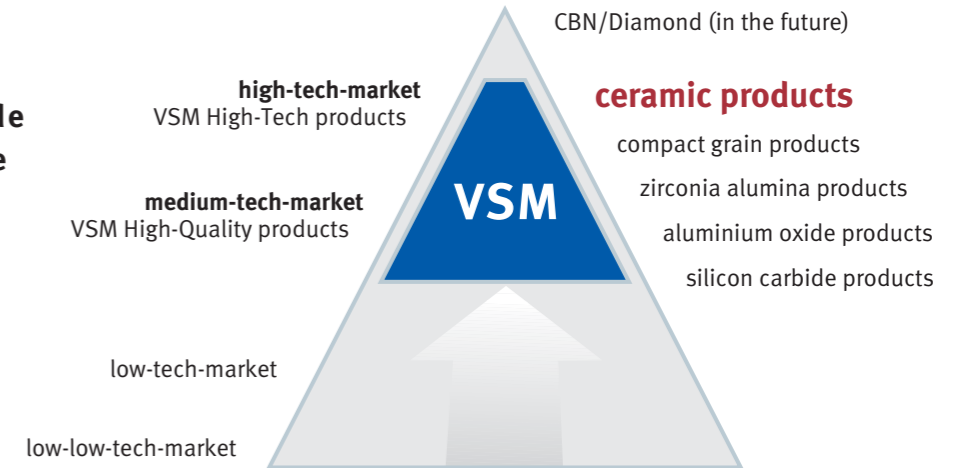 CBN/Diamond (in the future)
high-tech-market
VSM High-Tech products
ceramic products
compact grain products
zirconia alumina products
medium-tech-market
VSM High-Quality products
VSM
aluminium oxide products
silicon carbide products
low-tech-market
low-low-tech-market